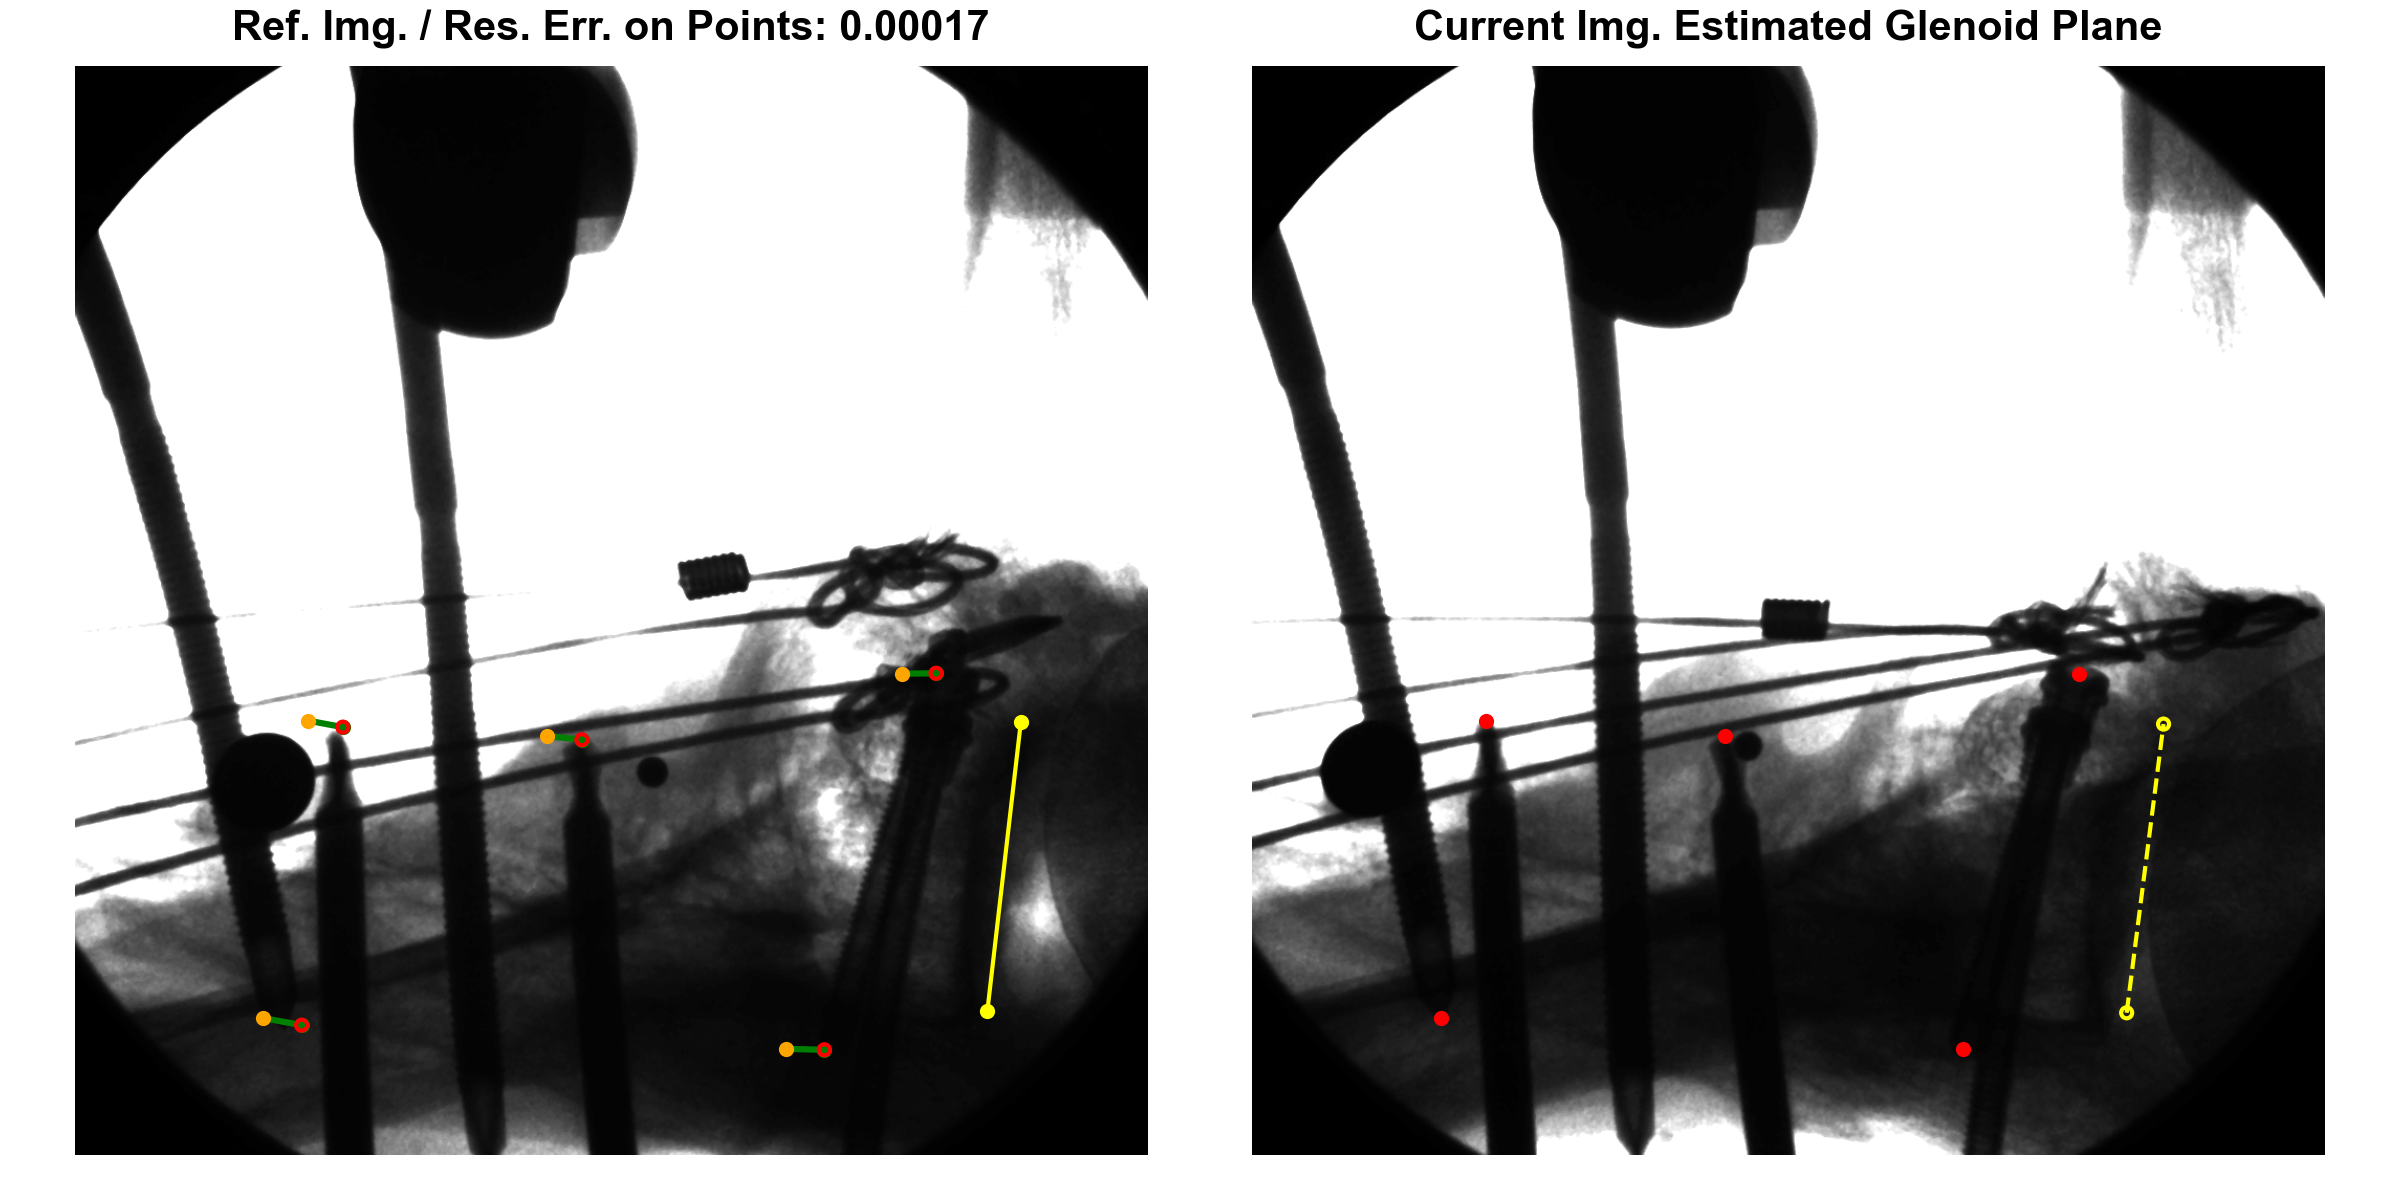 Ref. Img. / Res. Err. on Points: 0.00017
Current Img. Estimated Glenoid Plane